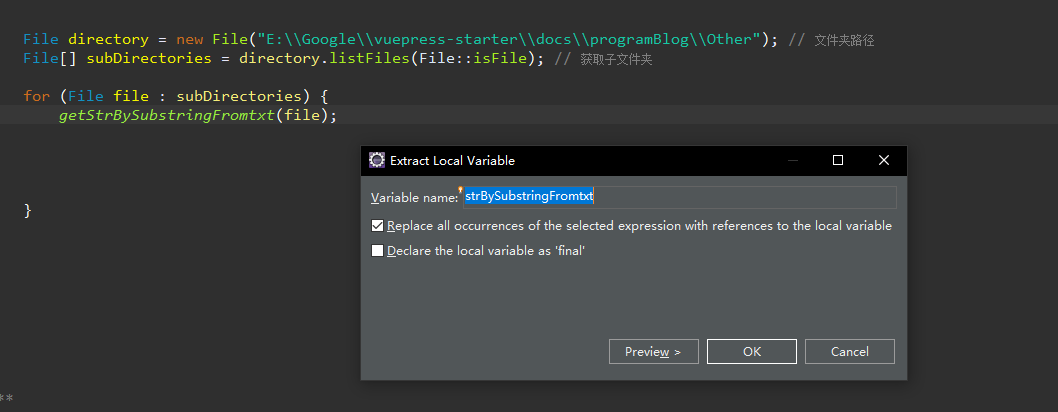 File directory = new File("E:\\Google\\vuepress-starter\\docs\\programBlog\\Other"); // 文件夹路径
File[] subDirectories = directory.listFiles(File::isFile); // 获取子文件夹
for (File file : subDirectories) {
getStrBySubstringFromtxt(file);
Extract Local Variable
Variable name: strBySubstringFromtxt
Replace all occurrences of the selected expression with references to the local variable
Declare the local variable as 'final'
}
Preview >
OK
Cancel
**